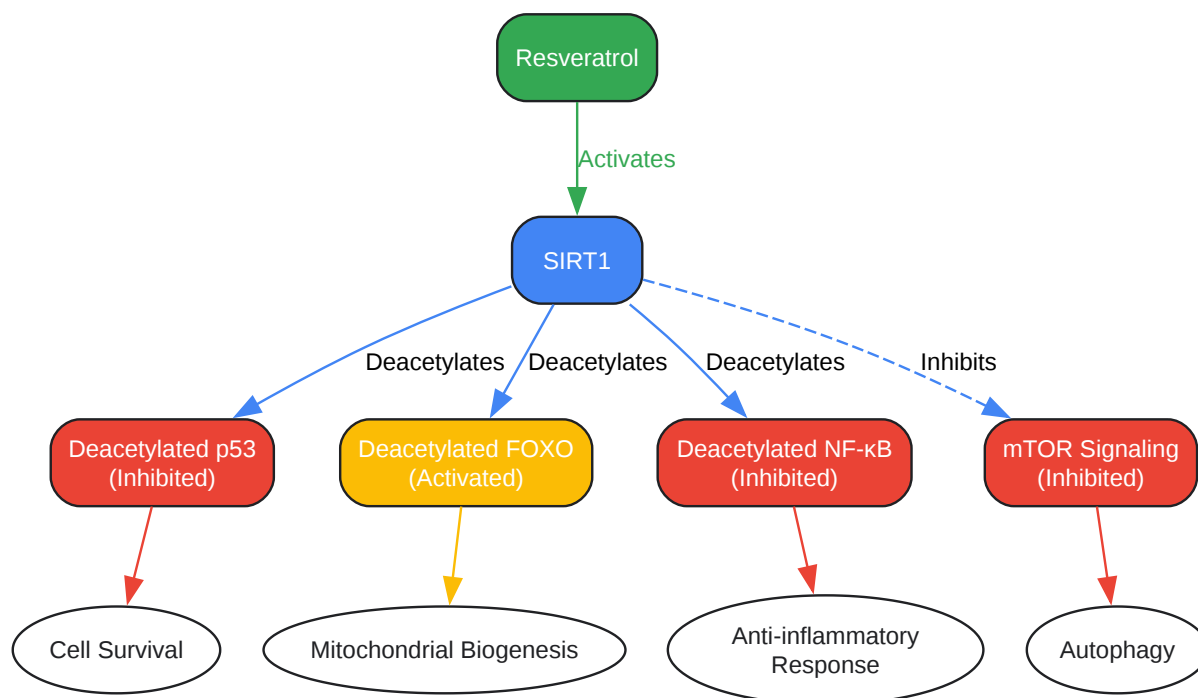 Resveratrol
Activates
SIRT1
Deacetylates
Deacetylates
Deacetylates
Inhibits
Deacetylated p53
(Inhibited)
Deacetylated FOXO
(Activated)
Deacetylated NF-κB
(Inhibited)
mTOR Signaling
(Inhibited)
Cell Survival
Mitochondrial Biogenesis
Anti-inflammatory
Response
Autophagy